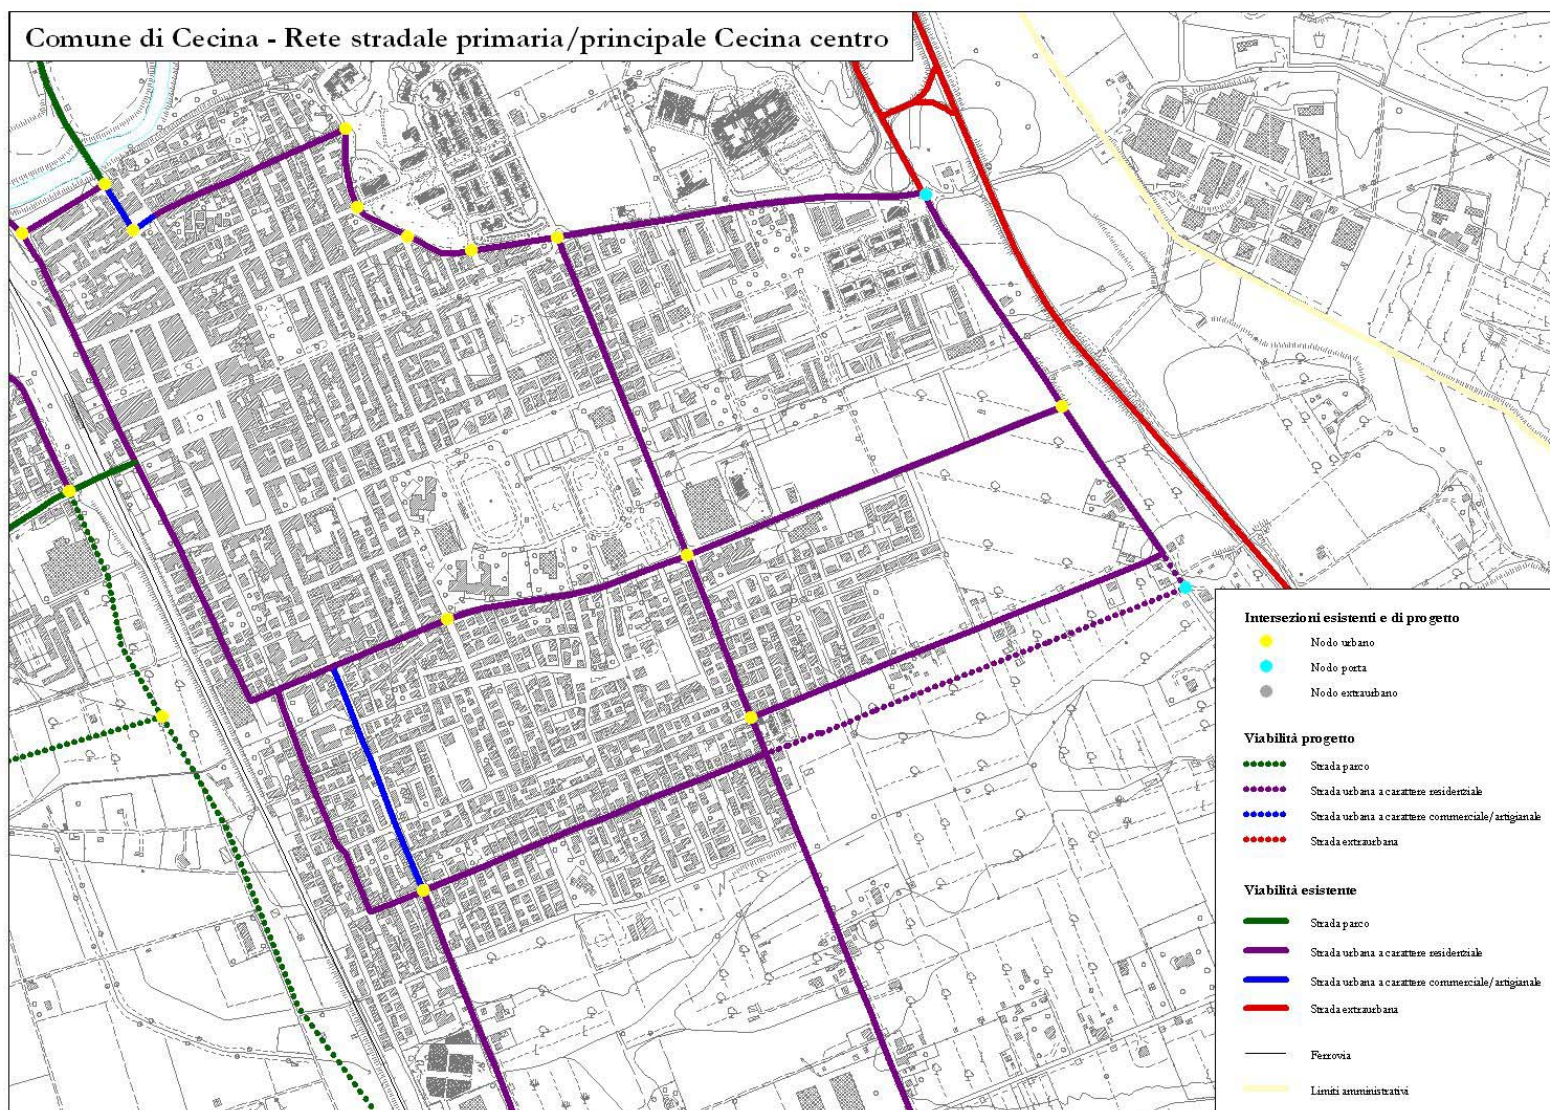 Comune di Cecina - Rete stradale primaria/principale Cecina centro
Intersezioni esistenti e di progetto
Nodo urbano
Nodo porta
Nodo extraurbano
Viabilità progetto
Strada parco
Strada urbana a carattere residenziale
Strada urbana a carattere commerciale/artigianale
Strada extraurbana
Viabilità esistente
Strada parco
Strada urbana a carattere residenziale
Strada urbana a carattere commerciale/artigianale
Strada extraurbana
Ferrovia
Limiti amministrativi